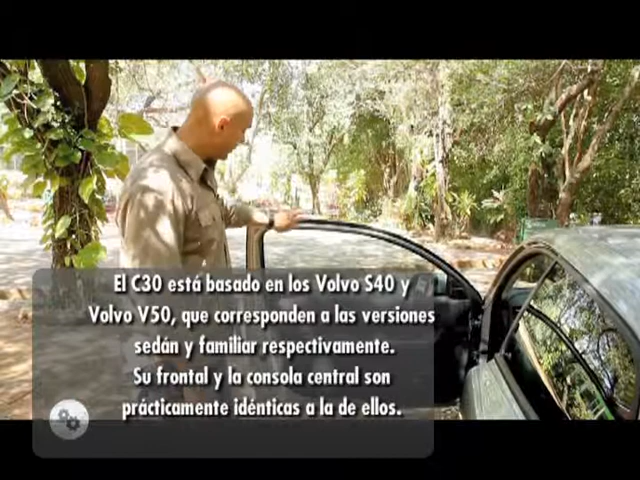 El C30 está basado en los Volvo S40 y
Volvo V50, que corresponden a las versiones
sedán y familiar respectivamente.
Su frontal y la consola central son
prácticamente idénticas a la de ellos.